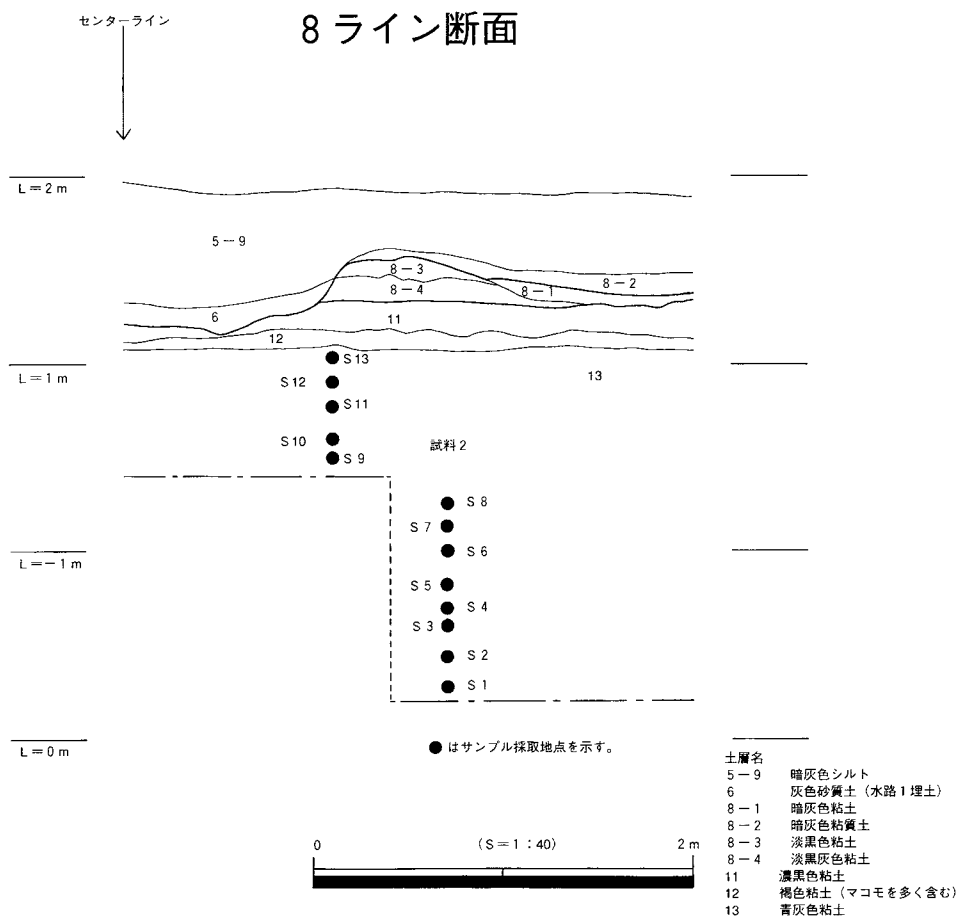 8ライン断面
センターライン
L=2m
5-9
8-3
8-4
8-2
8-1
6
11
12
13
L=1m
S13
S12
S11
S10
S9
試料2
S8
S7
S6
L=-1m
S5
S4
S3
S2
S1
L=0m
●はサンプル採取地点を示す。
土層名
5-9 暗灰色シルト
6 灰色砂質土(水路1埋土)
8-1 暗灰色粘土
8-2 暗灰色粘質土
8-3 淡黒色粘土
8-4 淡黒灰色粘土
11 濃黒色粘土
12 褐色粘土(マコモを多く含む)
13 青灰色粘土
0 (S=1:40) 2m